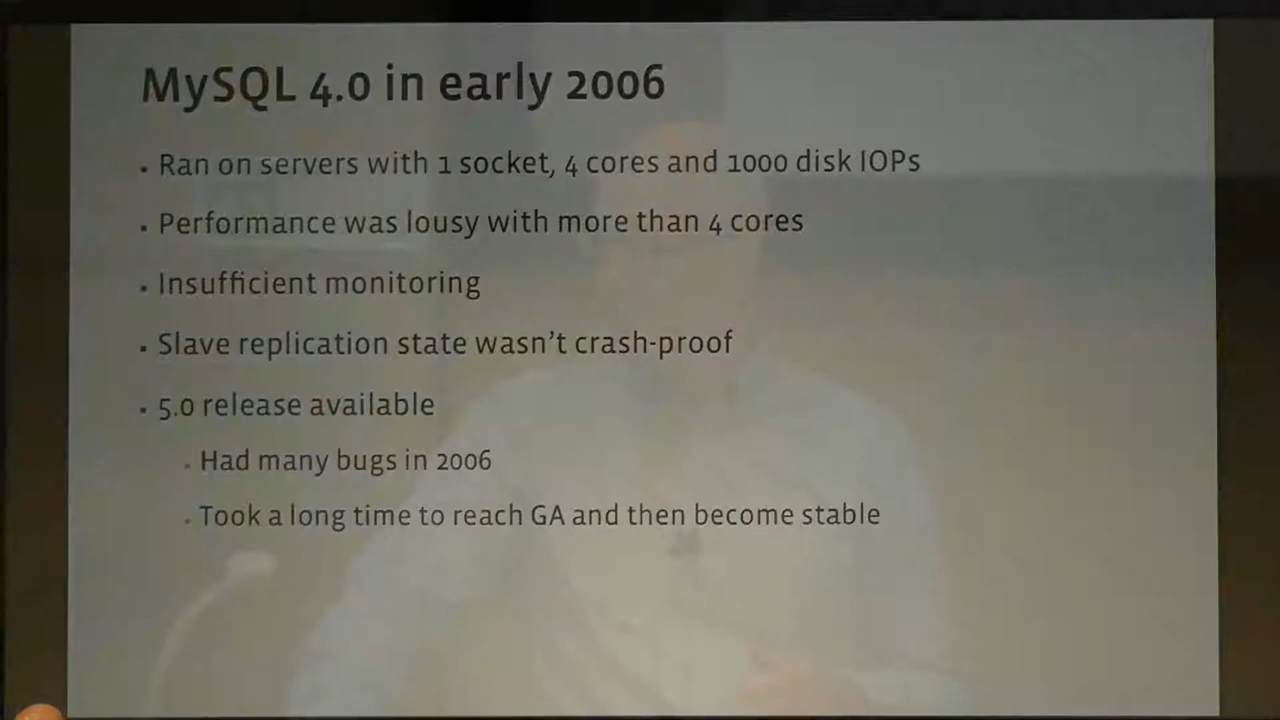 MySQL 4.0 in early 2006
Ran on servers with 1 socket, 4 cores and 1000 disk IOPs
Performance was lousy with more than 4 cores
Insufficient monitoring
Slave replication state wasn't crash-proof
5.0 release available
Had many bugs in 2006
Took a long time to reach GA and then become stable